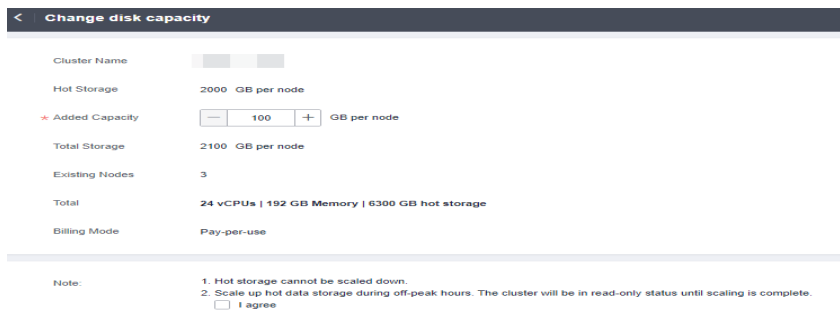 < Change disk capacity
Cluster Name
Hot Storage 2000 GB per node
* Added Capacity — 100 + GB per node
Total Storage 2100 GB per node
Existing Nodes 3
Total 24 vCPUs | 192 GB Memory | 6300 GB hot storage
Billing Mode Pay-per-use
Note: 1. Hot storage cannot be scaled down.
2. Scale up hot data storage during off-peak hours. The cluster will be in read-only status until scaling is complete.
I agree